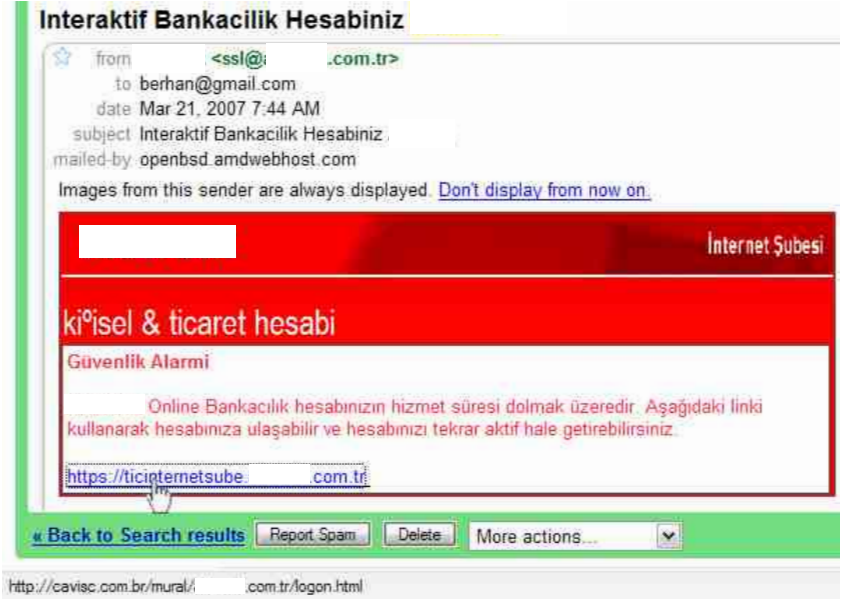 Interaktif Bankacilik Hesabiniz
from <ssl@ .com.tr>
to berhan@gmail.com
date Mar 21, 2007 7:44 AM
subject Interaktif Bankacilik Hesabiniz
mailed-by openbsd.amdwebhost.com
Images from this sender are always displayed. Don't display from now on.
İnternet Şubesi
kiºisel & ticaret hesabi
Güvenlik Alarmi
Online Bankacılık hesabınızın hizmet süresi dolmak üzeredir. Aşağıdaki linki
kullanarak hesabınıza ulaşabilir ve hesabınızı tekrar aktif hale getirebilirsiniz.
https://ticinternetsube. .com.tr
« Back to Search results Report Spam Delete More actions...
http://cavisc.com.br/mural/ .com.tr/logon.html